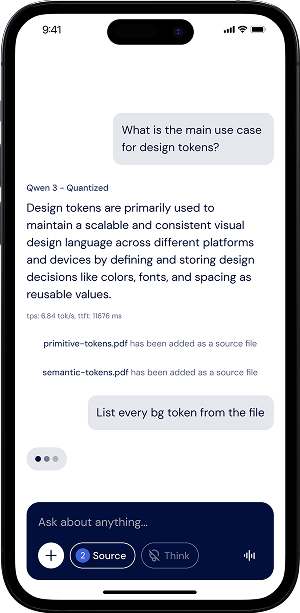 9:41
What is the main use case
for design tokens?
Qwen 3 - Quantized
Design tokens are primarily used to
maintain a scalable and consistent visual
design language across different platforms
and devices by defining and storing design
decisions like colors, fonts, and spacing as
reusable values.
tps: 6.84 tok/s, ttft: 11676 ms
primitive-tokens.pdf has been added as a source file
semantic-tokens.pdf has been added as a source file
List every bg token from the file
Ask about anything...
2 Source
Think